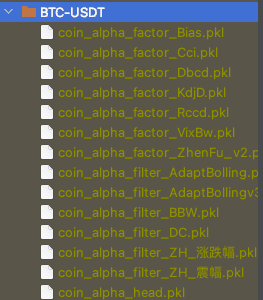 BTC-USDT
coin_alpha_factor_Bias.pkl
coin_alpha_factor_Cci.pkl
coin_alpha_factor_Dbcd.pkl
coin_alpha_factor_KdjD.pkl
coin_alpha_factor_Rccd.pkl
coin_alpha_factor_VixBw.pkl
coin_alpha_factor_ZhenFu_v2.p
coin_alpha_filter_AdaptBolling.p
coin_alpha_filter_AdaptBollingv3
coin_alpha_filter_BBW.pkl
coin_alpha_filter_DC.pkl
coin_alpha_filter_ZH_涨跌幅.pkl
coin_alpha_filter_ZH_震幅.pkl
coin_alpha_head.pkl